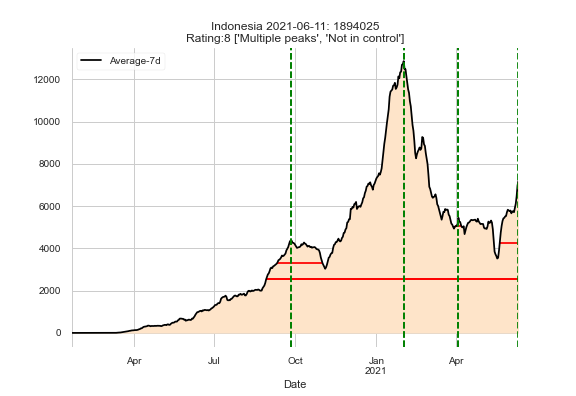 Indonesia 2021-06-11: 1894025
Rating:8 ['Multiple peaks', 'Not in control']
Average-7d
12000
10000
8000
6000
4000
2000
0
Apr Jul Oct Jan Apr
2021
Date